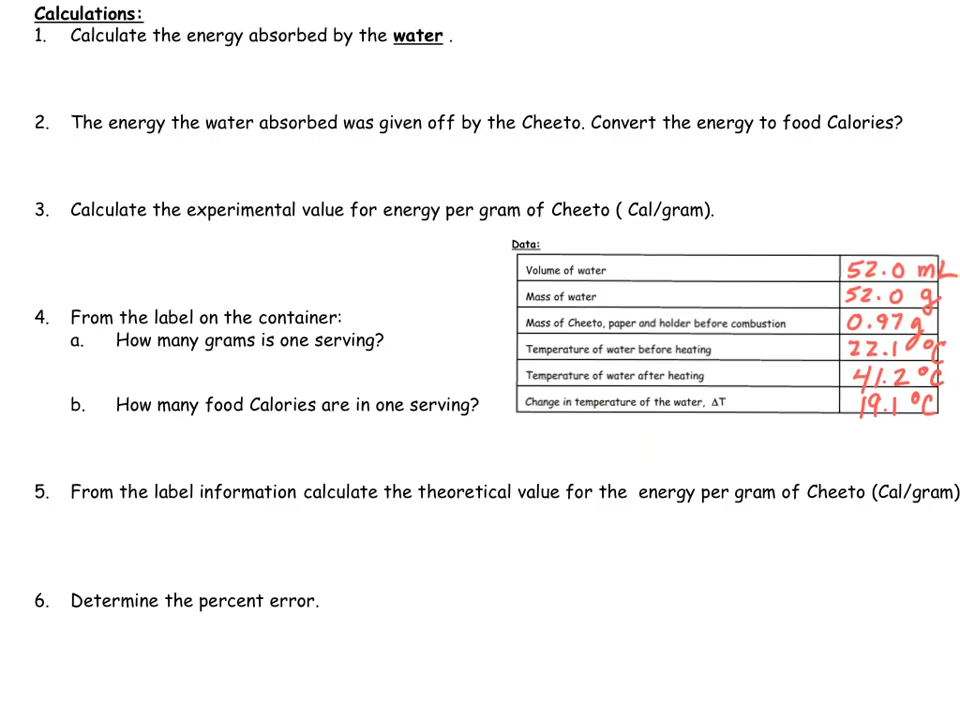 Calculations:
1. Calculate the energy absorbed by the water .
2. The energy the water absorbed was given off by the Cheeto. Convert the energy to food Calories?
3. Calculate the experimental value for energy per gram of Cheeto ( Cal/gram).
Data:
Volume of water 52.0 mL
Mass of water 52.0 g
Mass of Cheeto, paper and holder before combustion 0.97 g
Temperature of water before heating 22.1 °C
Temperature of water after heating 41.2 °C
Change in temperature of the water, ΔT 19.1 °C
4. From the label on the container:
a. How many grams is one serving?
b. How many food Calories are in one serving?
5. From the label information calculate the theoretical value for the energy per gram of Cheeto (Cal/gram)
6. Determine the percent error.